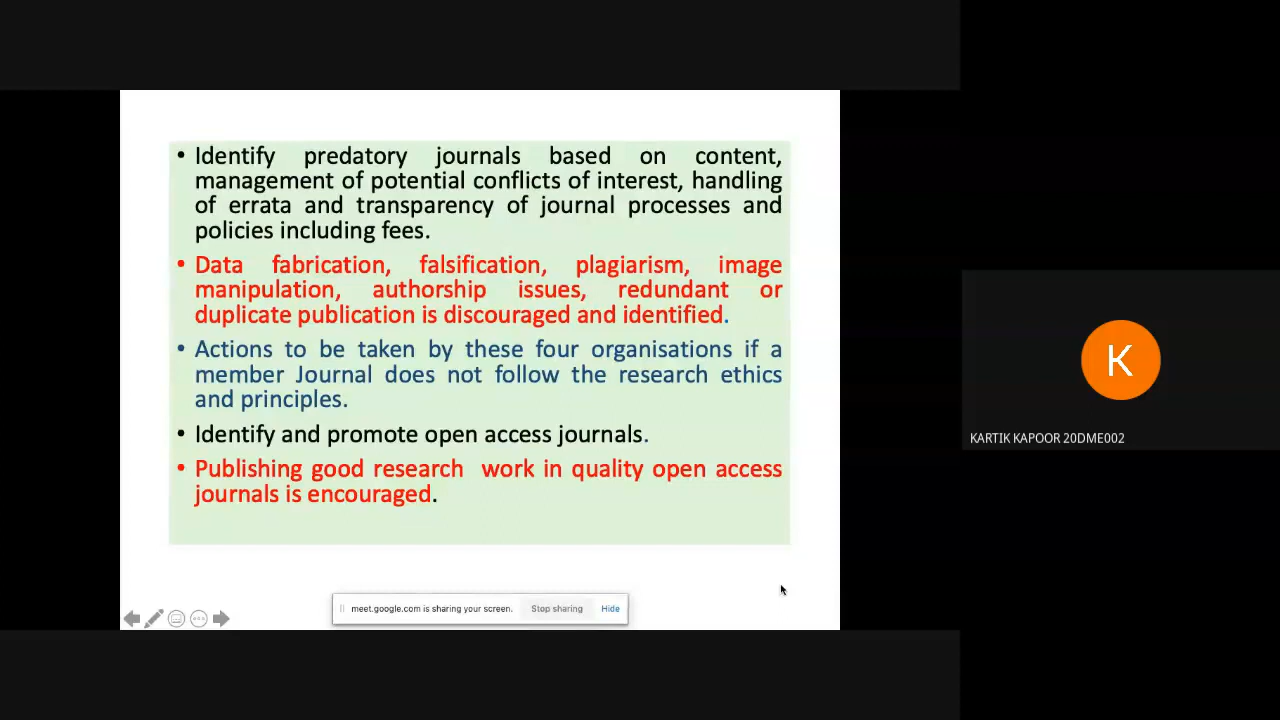 • Identify predatory journals based on content,
management of potential conflicts of interest, handling
of errata and transparency of journal processes and
policies including fees.
• Data fabrication, falsification, plagiarism, image
manipulation, authorship issues, redundant or
duplicate publication is discouraged and identified.
• Actions to be taken by these four organisations if a
member Journal does not follow the research ethics
and principles.
• Identify and promote open access journals.
• Publishing good research work in quality open access
journals is encouraged.
meet.google.com is sharing your screen. Stop sharing Hide
K
KARTIK KAPOOR 20DME002